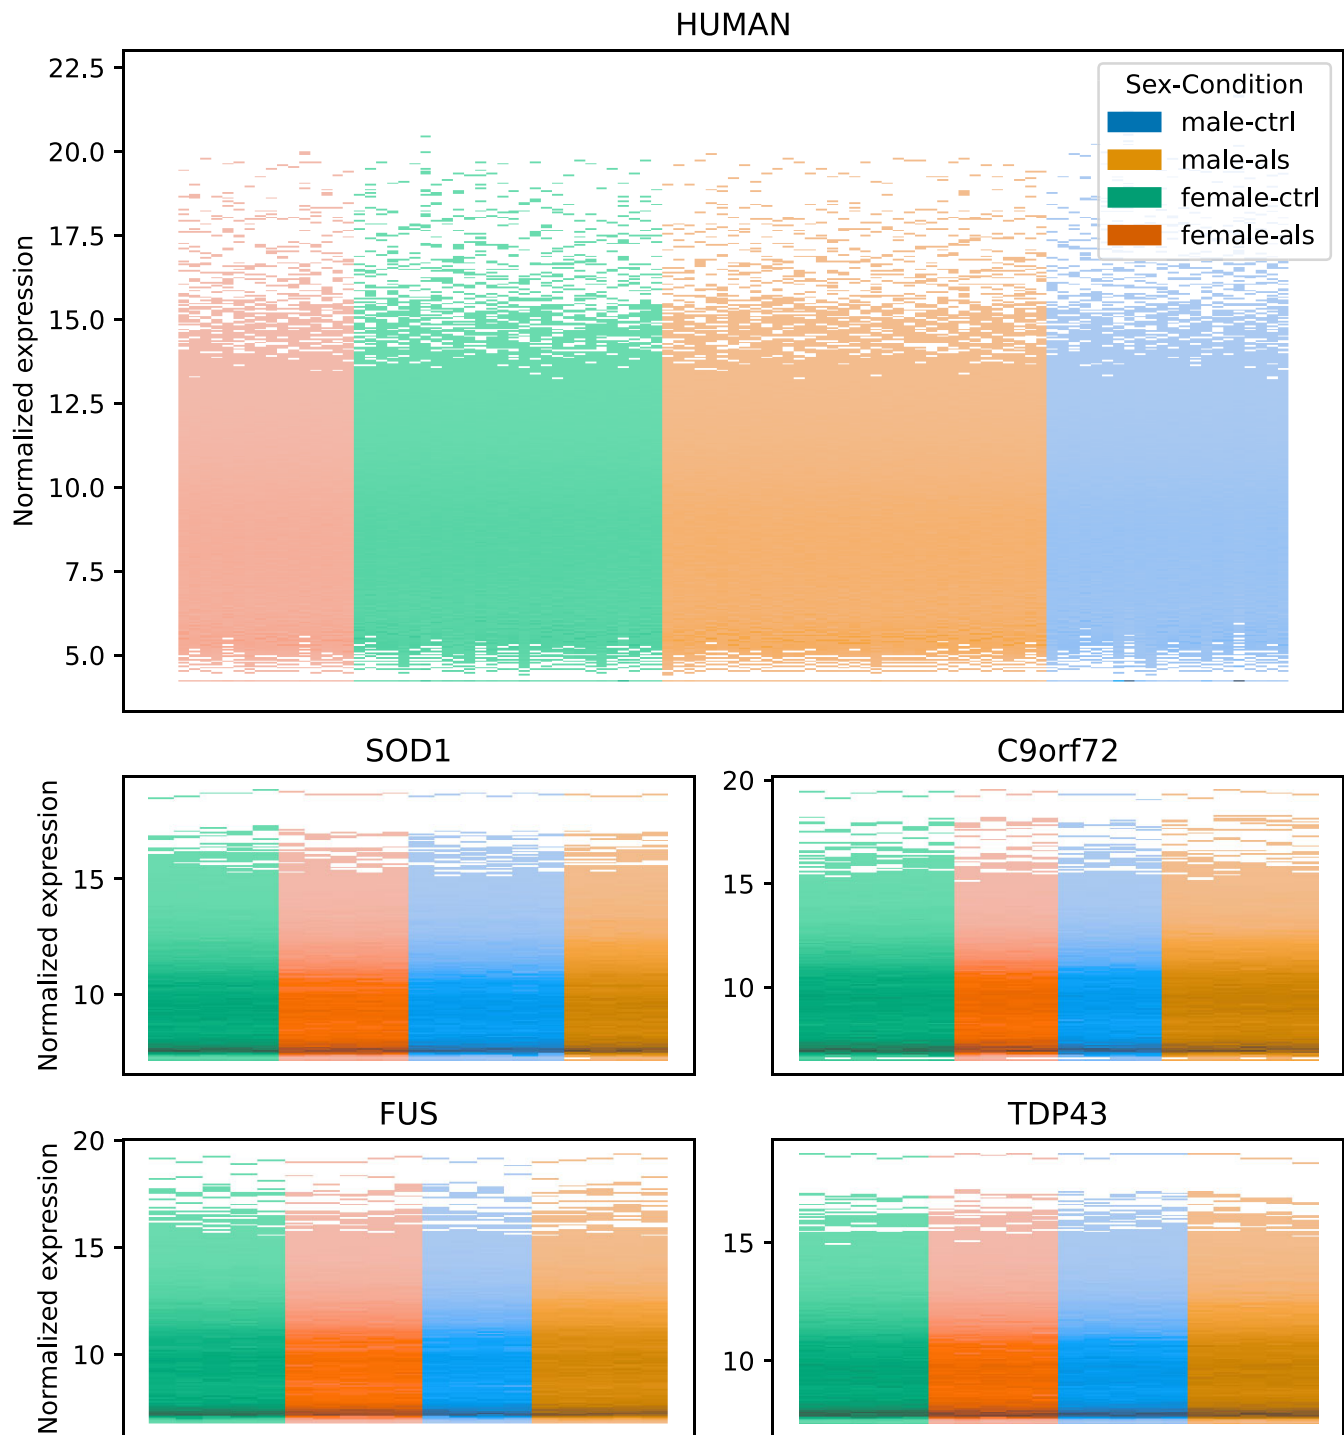 HUMAN
Normalized expression
22.5
20.0
17.5
15.0
12.5
10.0
7.5
5.0
Sex-Condition
male-ctrl
male-als
female-ctrl
female-als
SOD1
Normalized expression
15
10
C9orf72
20
15
10
FUS
Normalized expression
20
15
10
TDP43
15
10